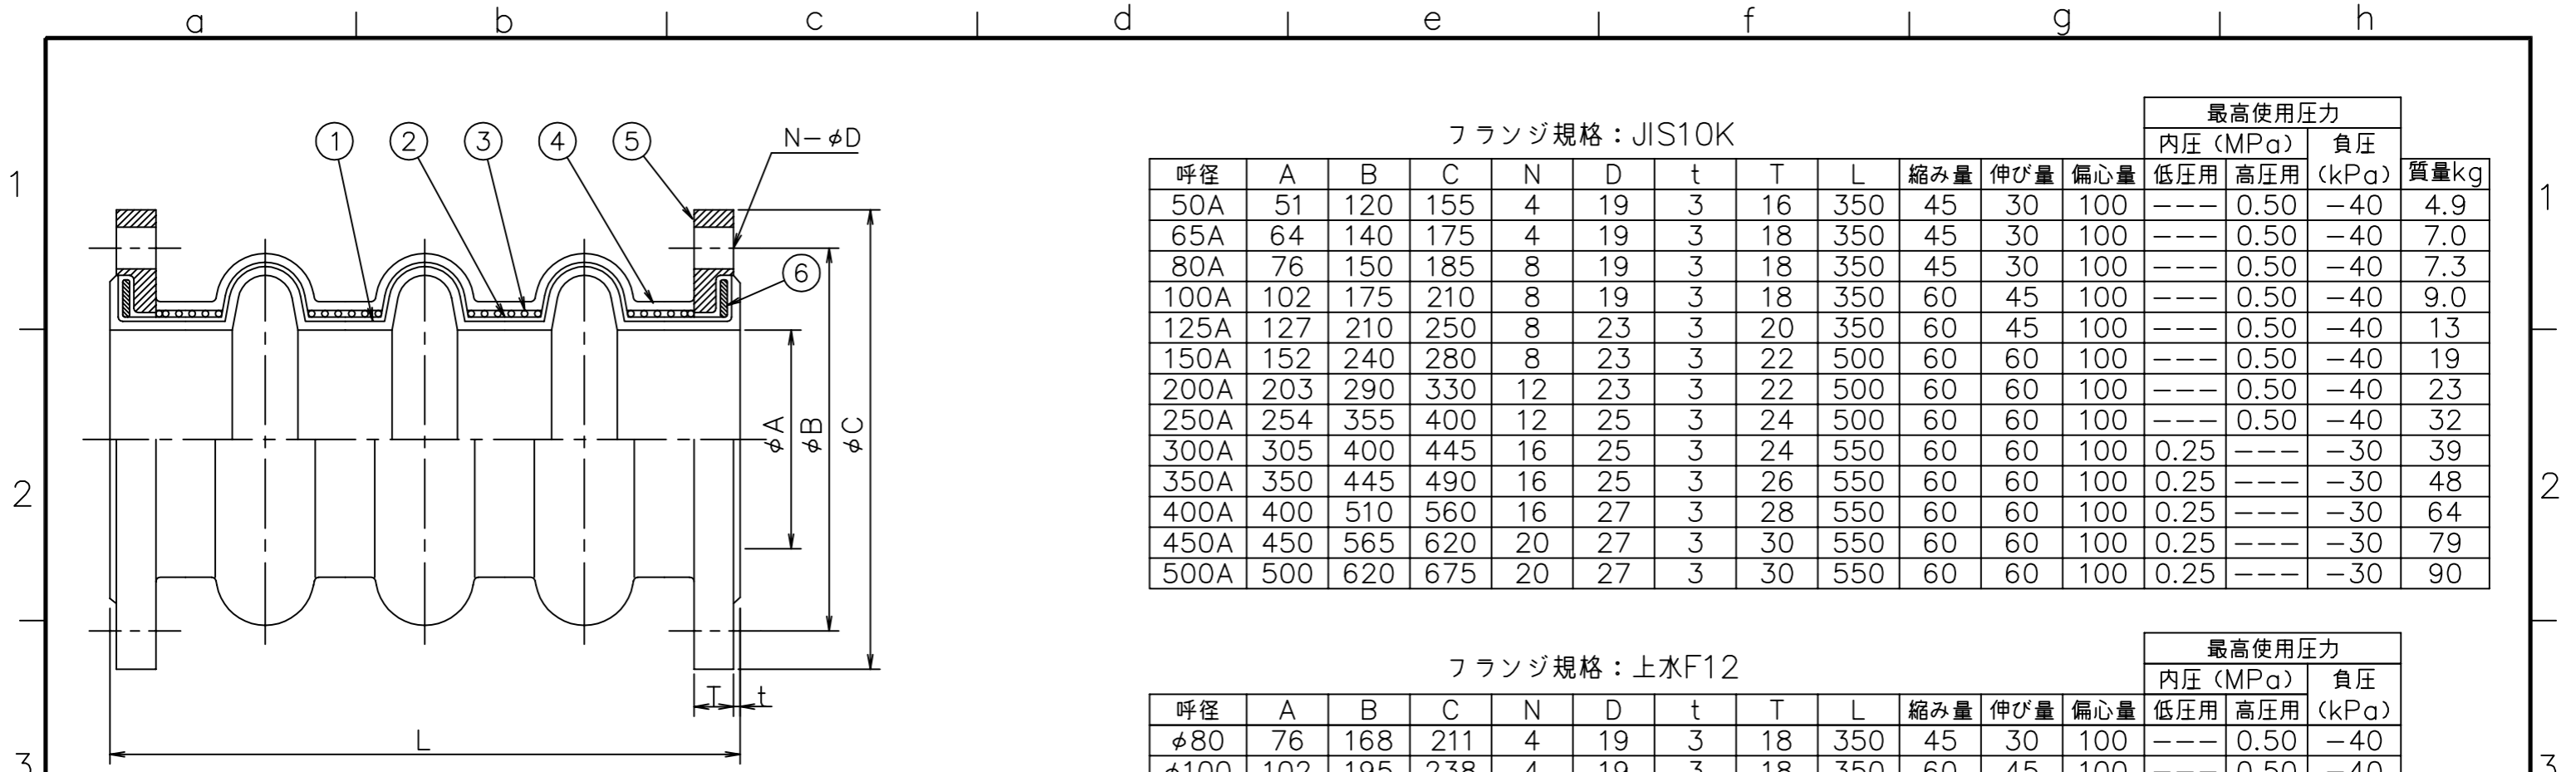 a b c d e f g h
1 1
2 2
3 3
① ② ③ ④ ⑤ N-φD
⑥
φA φB φC
T t
L
フランジ規格：JIS10K
最高使用圧力
内圧（MPa） 負圧
呼径 A B C N D t T L 縮み量 伸び量 偏心量 低圧用 高圧用 （kPa） 質量kg
50A 51 120 155 4 19 3 16 350 45 30 100 --- 0.50 -40 4.9
65A 64 140 175 4 19 3 18 350 45 30 100 --- 0.50 -40 7.0
80A 76 150 185 8 19 3 18 350 45 30 100 --- 0.50 -40 7.3
100A 102 175 210 8 19 3 18 350 60 45 100 --- 0.50 -40 9.0
125A 127 210 250 8 23 3 20 350 60 45 100 --- 0.50 -40 13
150A 152 240 280 8 23 3 22 500 60 60 100 --- 0.50 -40 19
200A 203 290 330 12 23 3 22 500 60 60 100 --- 0.50 -40 23
250A 254 355 400 12 25 3 24 500 60 60 100 --- 0.50 -40 32
300A 305 400 445 16 25 3 24 550 60 60 100 0.25 --- -30 39
350A 350 445 490 16 25 3 26 550 60 60 100 0.25 --- -30 48
400A 400 510 560 16 27 3 28 550 60 60 100 0.25 --- -30 64
450A 450 565 620 20 27 3 30 550 60 60 100 0.25 --- -30 79
500A 500 620 675 20 27 3 30 550 60 60 100 0.25 --- -30 90
フランジ規格：上水F12
最高使用圧力
内圧（MPa） 負圧
呼径 A B C N D t T L 縮み量 伸び量 偏心量 低圧用 高圧用 （kPa）
φ80 76 168 211 4 19 3 18 350 45 30 100 --- 0.50 -40
φ100 102 195 238 4 19 3 18 350 60 45 100 --- 0.50 -40